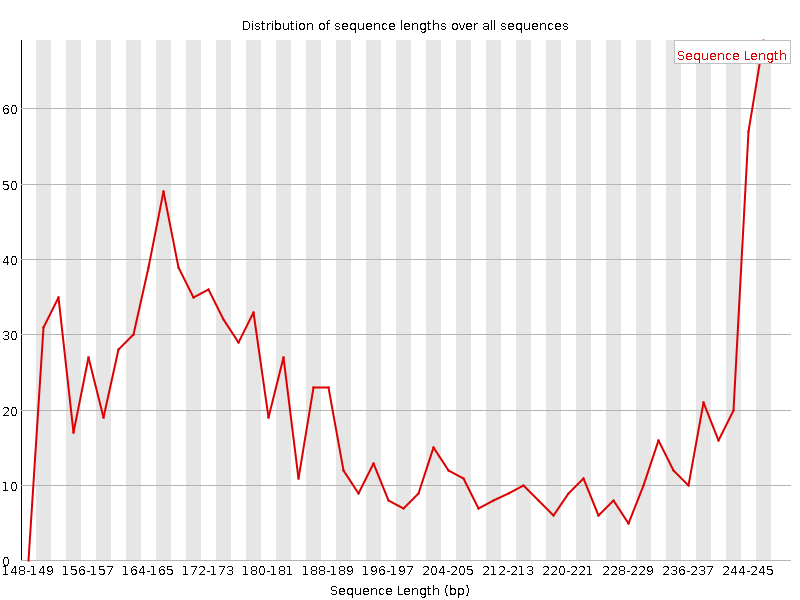 Distribution of sequence lengths over all sequences
Sequence Length
60
50
40
30
20
10
0
148-149 156-157 164-165 172-173 180-181 188-189 196-197 204-205 212-213 220-221 228-229 236-237 244-245
Sequence Length (bp)